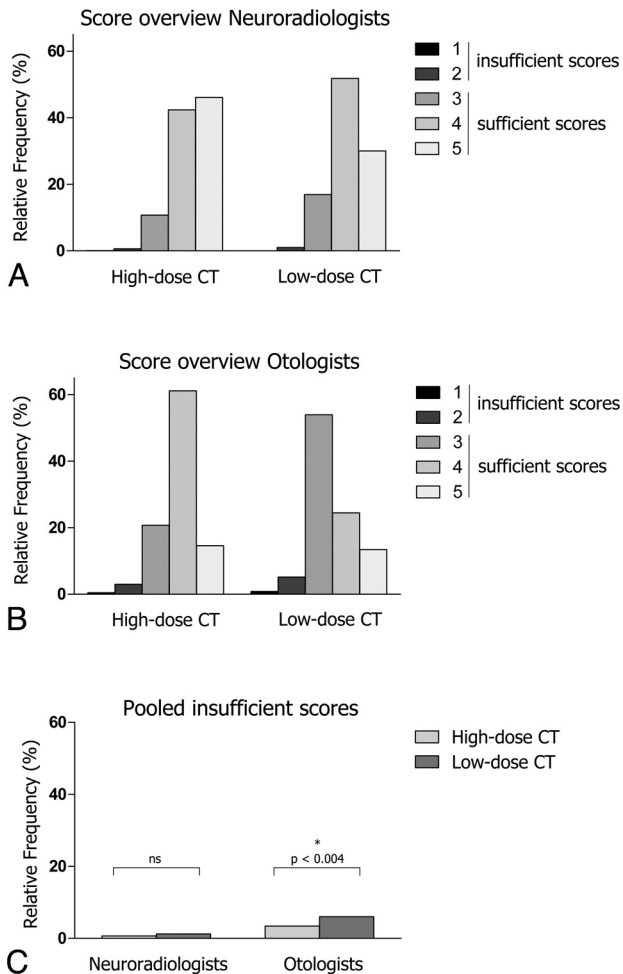 Score overview Neuroradiologists
Relative Frequency (%)
60
40
20
0
High-dose CT Low-dose CT
1
2
3
4
5
insufficient scores
sufficient scores
A
Score overview Otologists
Relative Frequency (%)
60
40
20
0
High-dose CT Low-dose CT
1
2
3
4
5
insufficient scores
sufficient scores
B
Pooled insufficient scores
Relative Frequency (%)
60
40
20
0
ns
*
p < 0.004
Neuroradiologists Otologists
High-dose CT
Low-dose CT
C